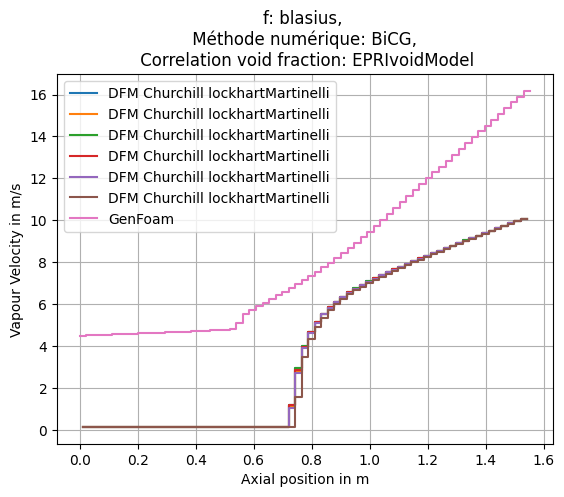 f: blasius,
Méthode numérique: BiCG,
Correlation void fraction: EPRIvoidModel
DFM Churchill lockhartMartinelli
DFM Churchill lockhartMartinelli
DFM Churchill lockhartMartinelli
DFM Churchill lockhartMartinelli
DFM Churchill lockhartMartinelli
DFM Churchill lockhartMartinelli
GenFoam
Vapour Velocity in m/s
16
14
12
10
8
6
4
2
0
0.0 0.2 0.4 0.6 0.8 1.0 1.2 1.4 1.6
Axial position in m